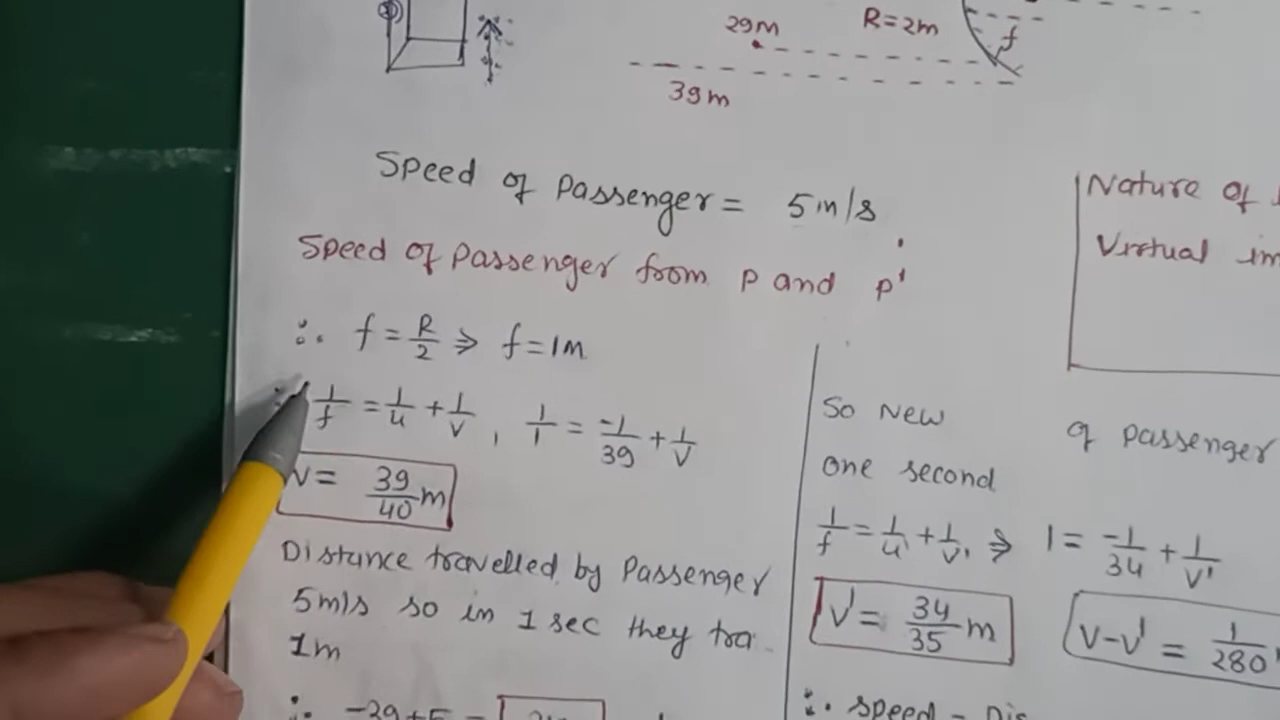 29M
R=2m
f
39m
Speed of Passenger = 5m/s
Speed of Passenger from P and P'
∴ f = R/2 ⇒ f=1M
1/f = 1/u + 1/v , 1/1 = -1/39 + 1/v
v = 39/40 m
Distance travelled by Passenger
5m/s so in 1 sec they tra
1m
∴ -39+5 =
Nature of
Virtual im
So New of passenger
one second
1/f = 1/u' + 1/v' ⇒ 1 = -1/34 + 1/v'
v' = 34/35 m
v-v' = 1/280
∴ speed = Dis